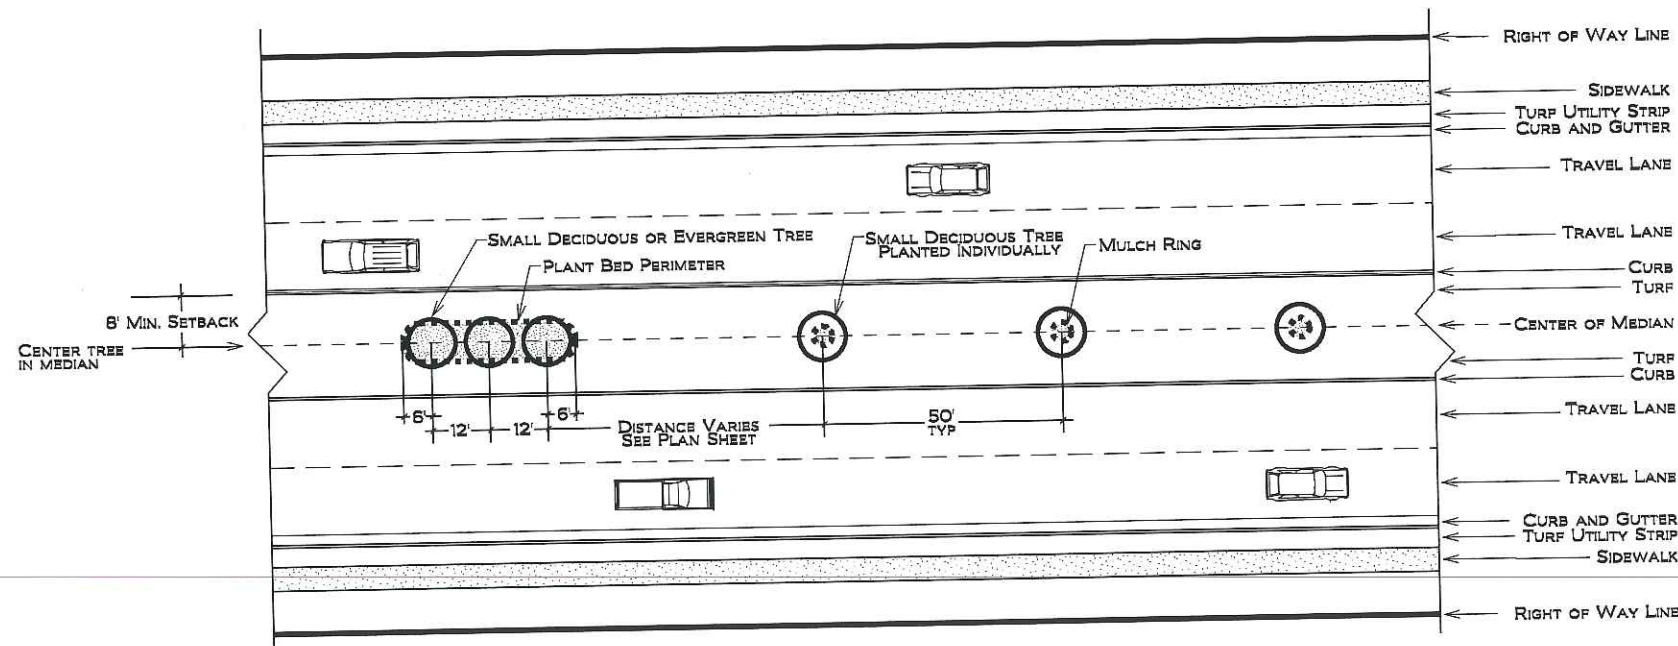 RIGHT OF WAY LINE
SIDEWALK
TURF UTILITY STRIP
CURB AND GUTTER
TRAVEL LANE
TRAVEL LANE
SMALL DECIDUOUS OR EVERGREEN TREE
PLANT BED PERIMETER
SMALL DECIDUOUS TREE
PLANTED INDIVIDUALLY
MULCH RING
CURB
TURF
8' MIN. SETBACK
CENTER TREE
IN MEDIAN
CENTER OF MEDIAN
TURF
CURB
6'
12'
12'
6'
DISTANCE VARIES
SEE PLAN SHEET
50'
TYP
TRAVEL LANE
TRAVEL LANE
CURB AND GUTTER
TURF UTILITY STRIP
SIDEWALK
RIGHT OF WAY LINE